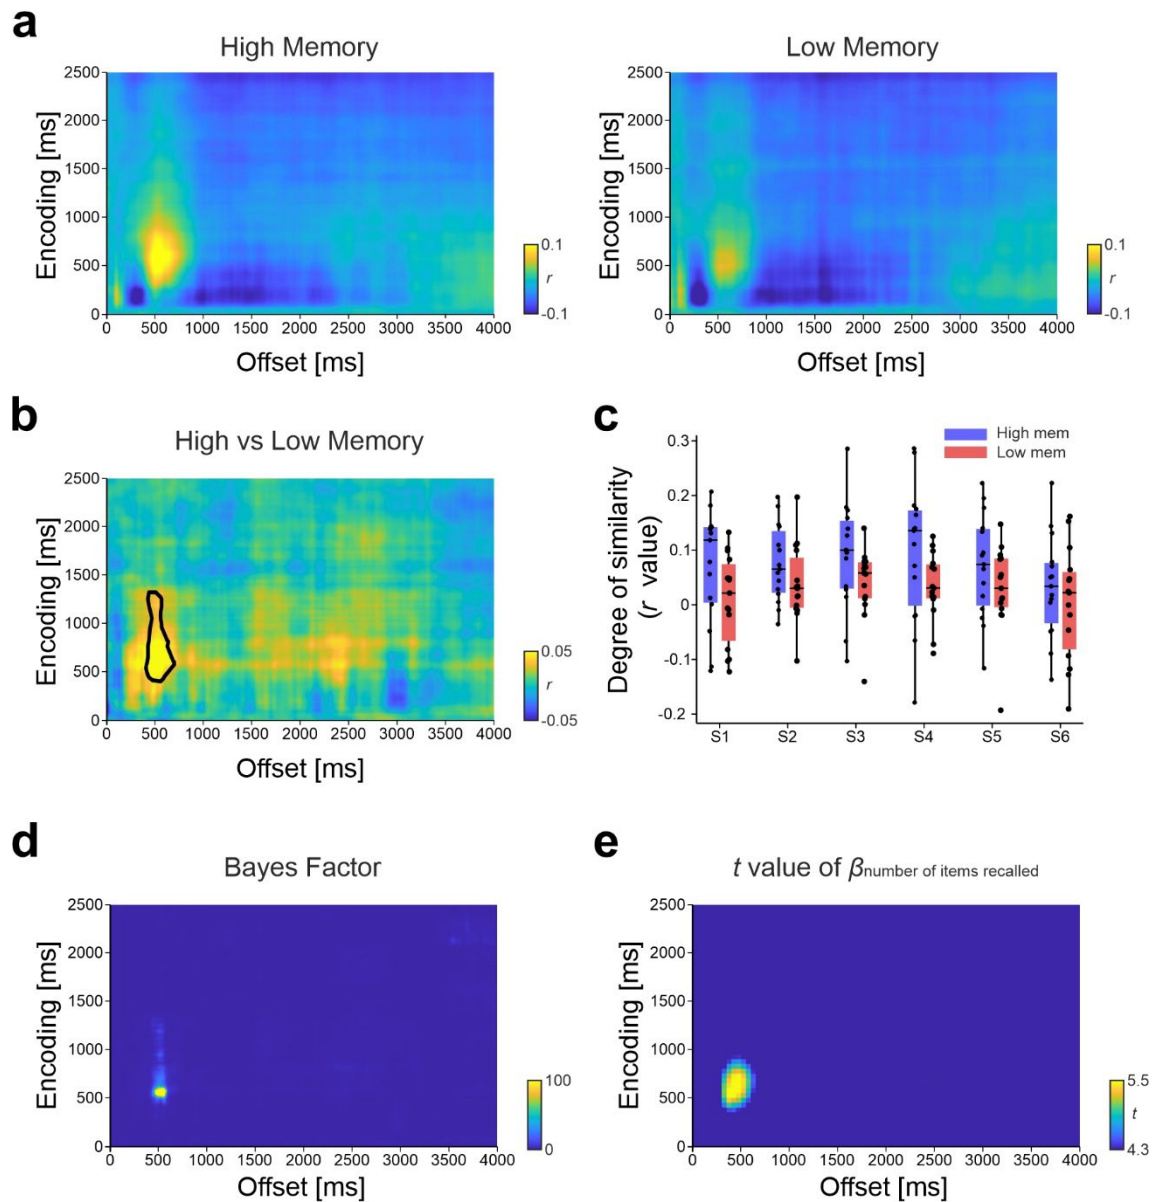 a
High Memory
Low Memory
2500
2000
1500
1000
500
0
Encoding [ms]
0 500 1000 1500 2000 2500 3000 3500 4000
Offset [ms]
0.1
r
-0.1
2500
2000
1500
1000
500
0
Encoding [ms]
0 500 1000 1500 2000 2500 3000 3500 4000
Offset [ms]
0.1
r
-0.1
b
High vs Low Memory
2500
2000
1500
1000
500
0
Encoding [ms]
0 500 1000 1500 2000 2500 3000 3500 4000
Offset [ms]
0.05
r
-0.05
c
High mem
Low mem
Degree of similarity
(r value)
0.3
0.2
0.1
0
-0.1
-0.2
S1 S2 S3 S4 S5 S6
d
Bayes Factor
2500
2000
1500
1000
500
0
Encoding [ms]
0 500 1000 1500 2000 2500 3000 3500 4000
Offset [ms]
100
0
e
t value of βnumber of items recalled
2500
2000
1500
1000
500
0
Encoding [ms]
0 500 1000 1500 2000 2500 3000 3500 4000
Offset [ms]
5.5
t
4.3